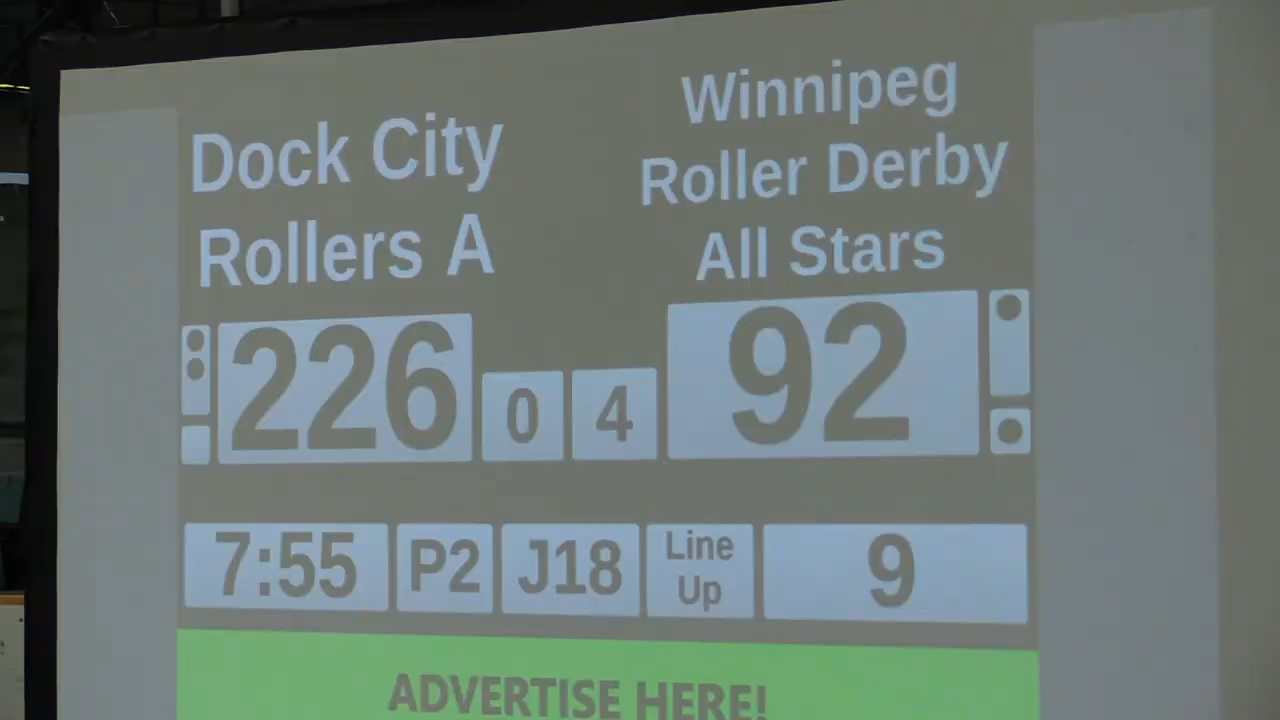 Dock City
Rollers A
Winnipeg
Roller Derby
All Stars
226
0
4
92
7:55
P2
J18
Line
Up
9
ADVERTISE HERE!